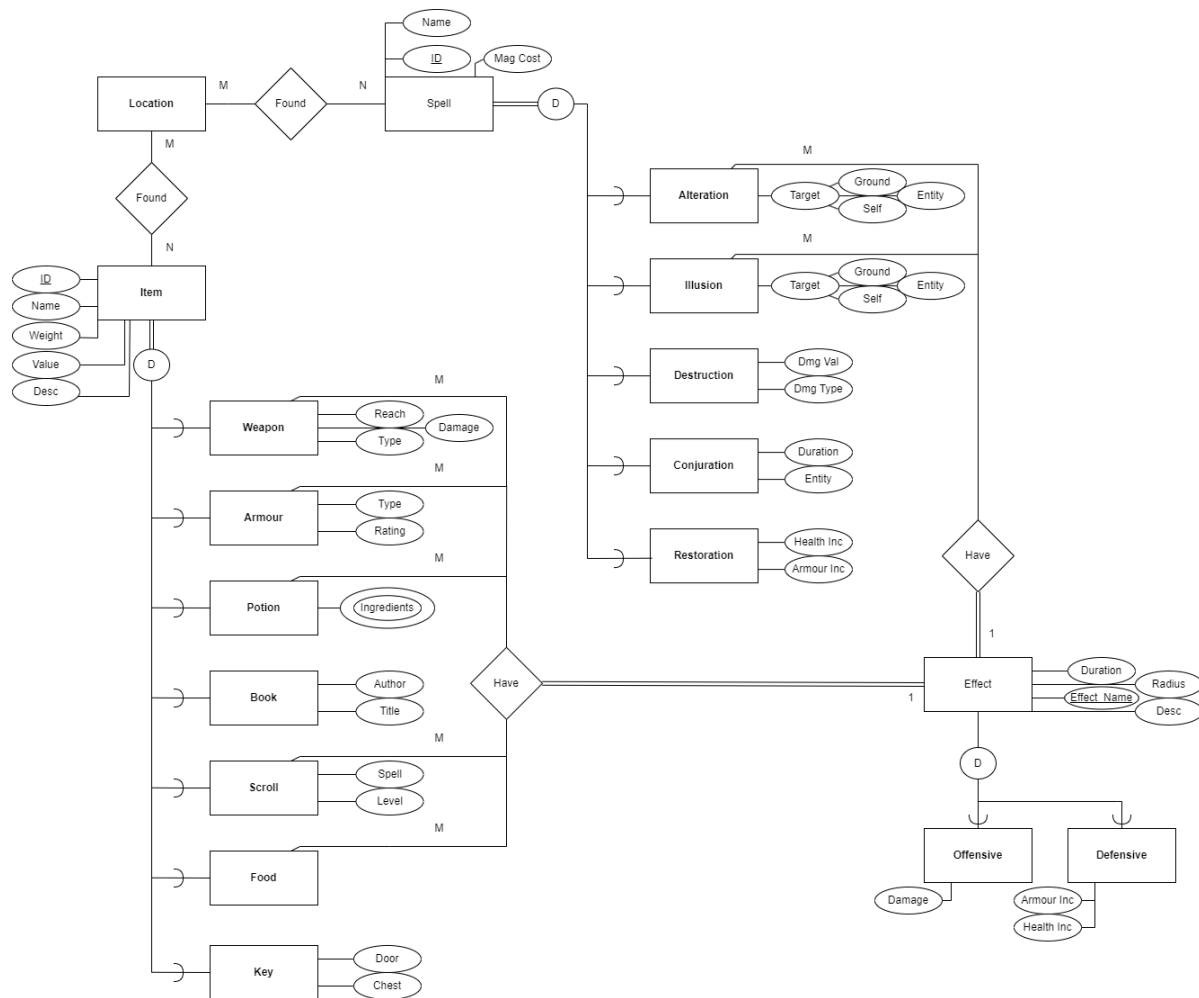 Name
ID
Mag Cost
Location
M
Found
N
Spell
D
M
Found
N
M
Alteration
Target
Ground
Self
Entity
M
Illusion
Target
Ground
Self
Entity
ID
Name
Weight
Value
Desc
Item
D
Destruction
Dmg Val
Dmg Type
M
Weapon
Reach
Type
Damage
Conjuration
Duration
Entity
M
Armour
Type
Rating
Restoration
Health Inc
Armour Inc
Have
M
Potion
Ingredients
1
Book
Author
Title
Have
1
Effect
Duration
Radius
Effect_Name
Desc
M
Scroll
Spell
Level
D
M
Food
Offensive
Defensive
Damage
Armour Inc
Health Inc
Key
Door
Chest